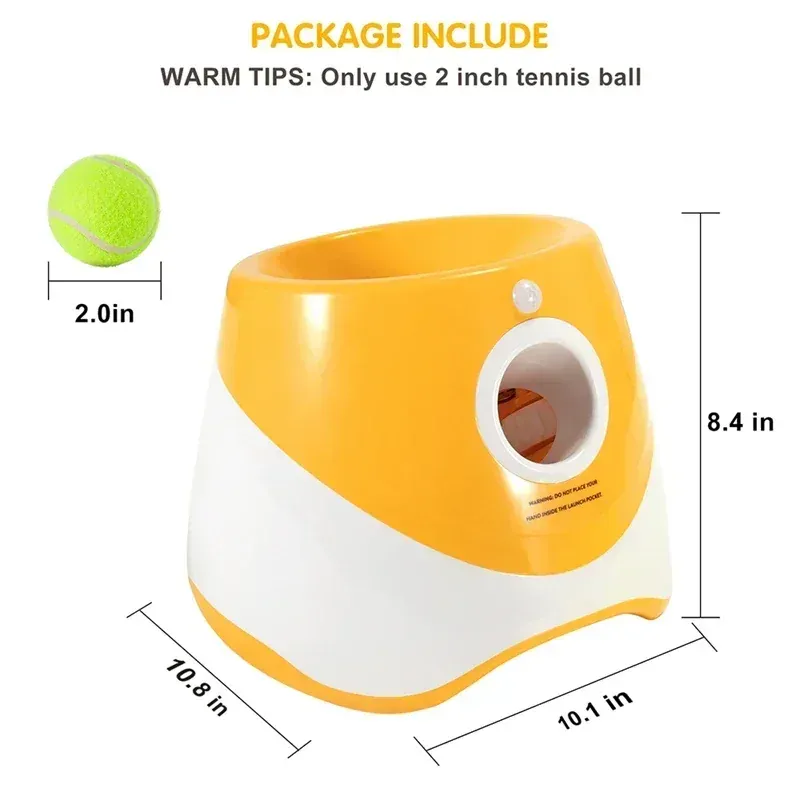 PACKAGE INCLUDE
WARM TIPS: Only use 2 inch tennis ball
2.0in
8.4 in
WARNING: DO NOT PLACE YOUR
HAND INSIDE THE LAUNCH POCKET.
10.8 in
10.1 in